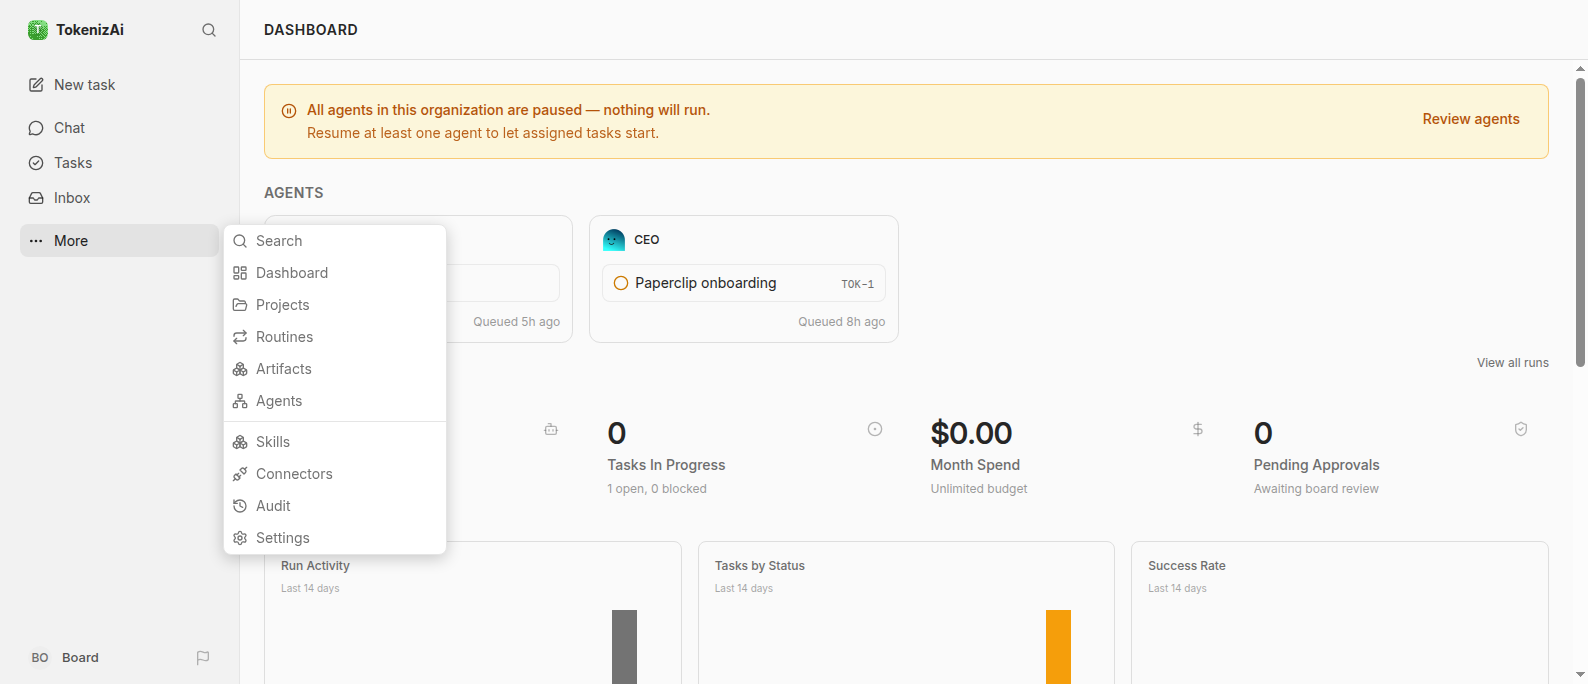 TokenizAi
DASHBOARD
New task
Chat
Tasks
Inbox
More
Search
Dashboard
Projects
Routines
Artifacts
Agents
Skills
Connectors
Audit
Settings
BO Board
All agents in this organization are paused — nothing will run.
Resume at least one agent to let assigned tasks start.
Review agents
AGENTS
Queued 5h ago
CEO
Paperclip onboarding TOK-1
Queued 8h ago
View all runs
0
Tasks In Progress
1 open, 0 blocked
$0.00
Month Spend
Unlimited budget
0
Pending Approvals
Awaiting board review
Run Activity
Last 14 days
Tasks by Status
Last 14 days
Success Rate
Last 14 days